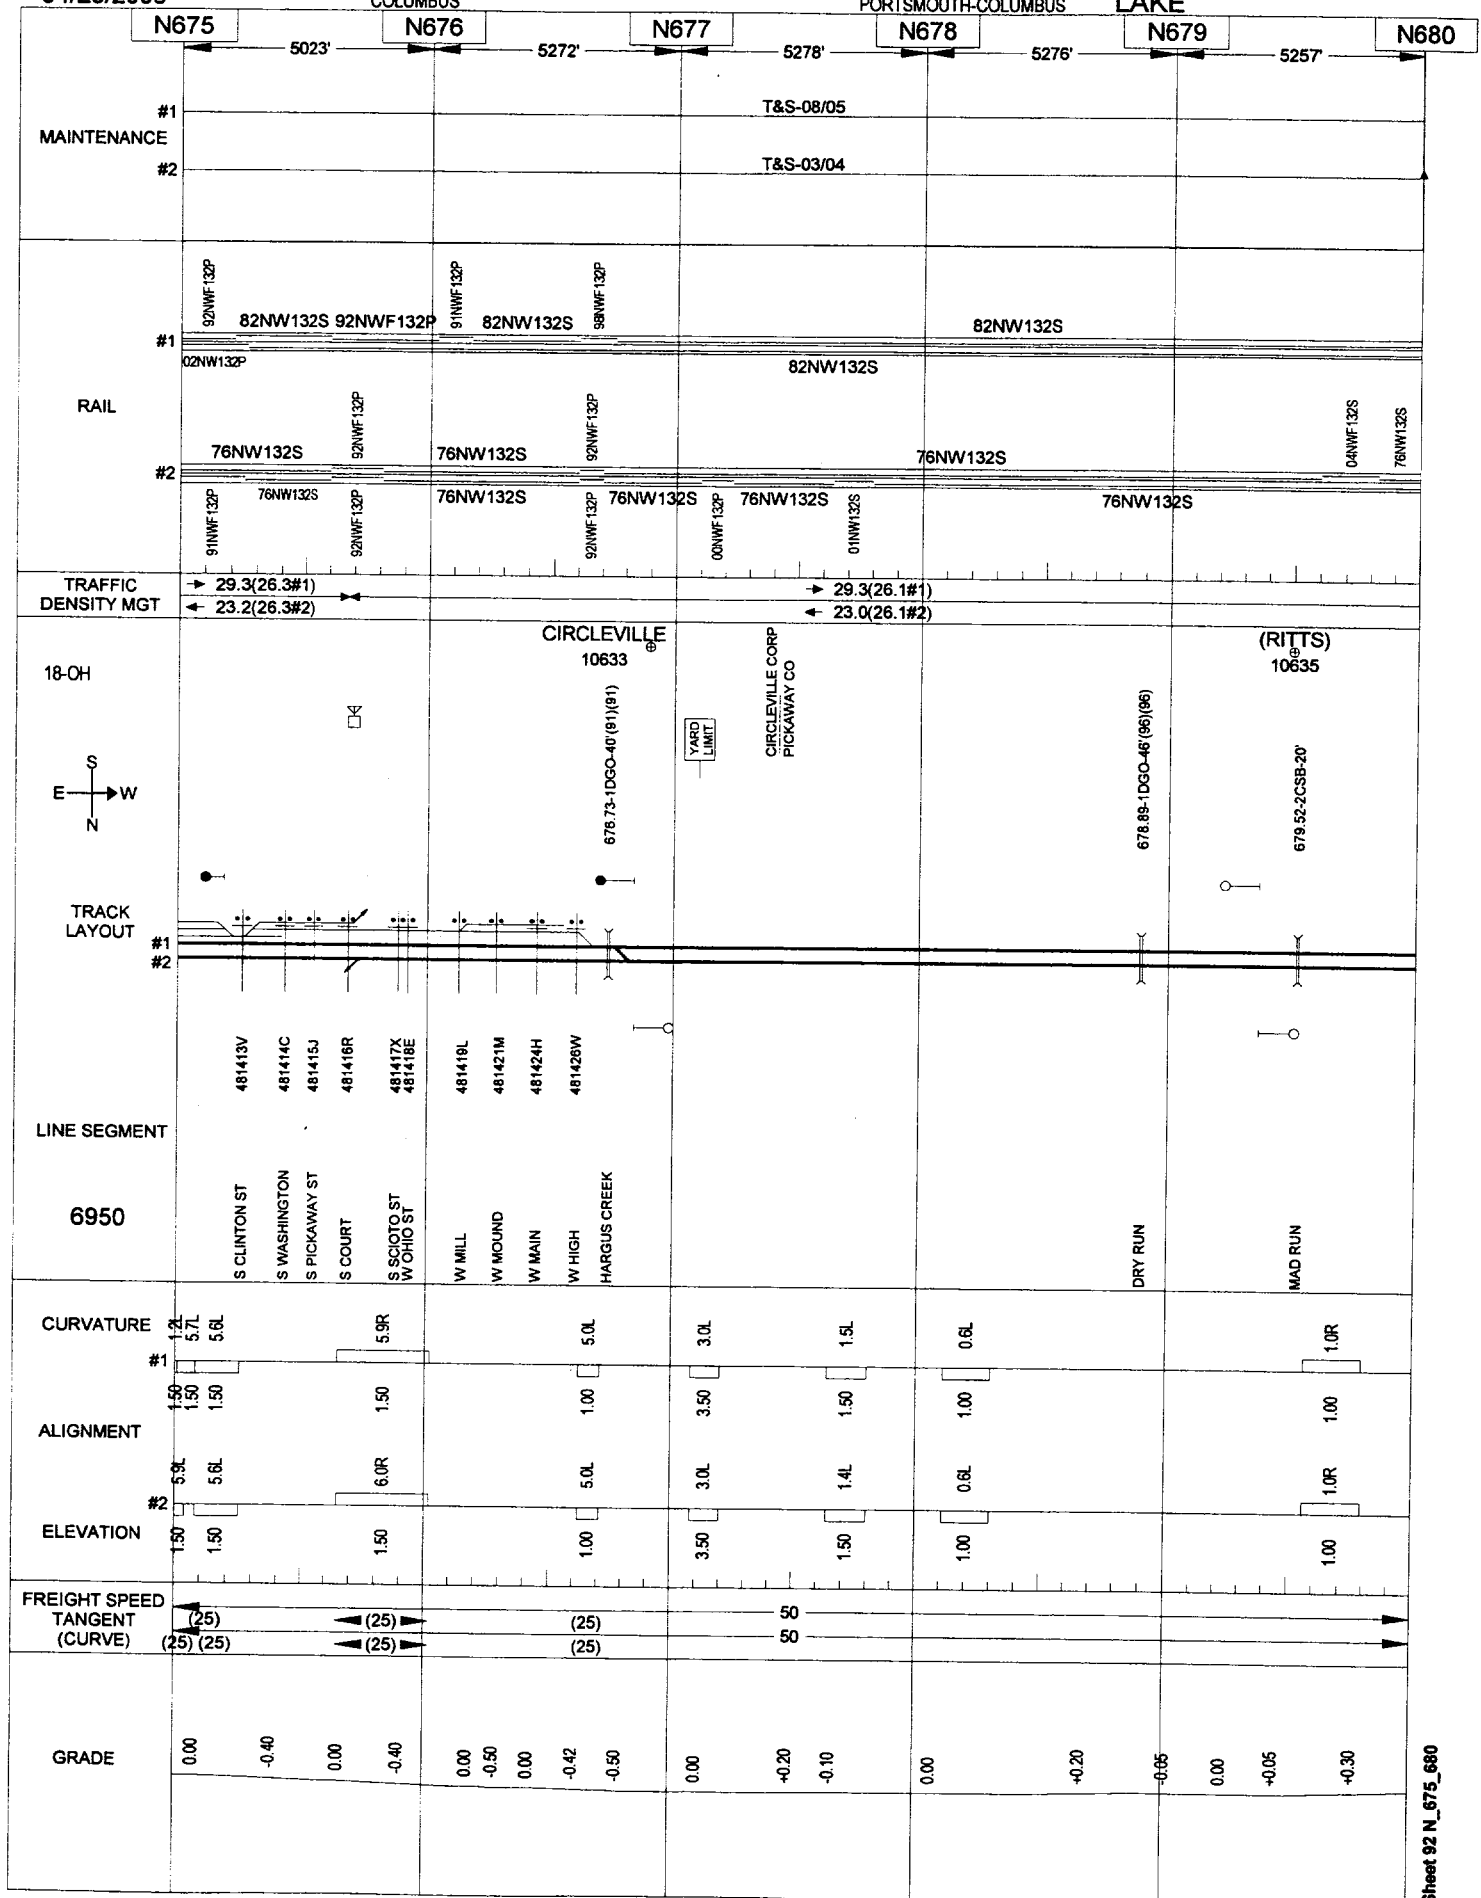 COLUMBUS
PORTSMOUTH-COLUMBUS
LAKE
N675 N676 N677 N678 N679 N680
5023' 5272' 5278' 5276' 5257'
MAINTENANCE
#1
T&S-08/05
#2
T&S-03/04
RAIL
92NWF132P
91NWF132P
98NWF132P
82NW132S 92NWF132P 82NW132S 82NW132S
#1
02NW132P
82NW132S
92NWF132P
92NWF132P
04NWF132S
76NW132S
76NW132S 76NW132S 76NW132S
#2
76NW132S 76NW132S 76NW132S 76NW132S 76NW132S
91NWF132P
92NWF132P
92NWF132P
00NWF132P
01NW132S
TRAFFIC
DENSITY MGT
29.3(26.3#1) 29.3(26.1#1)
23.2(26.3#2) 23.0(26.1#2)
18-OH
CIRCLEVILLE
10633
(RITTS)
10635
676.73-1DGO-40'(91)(91)
YARD
LIMIT
CIRCLEVILLE CORP
PICKAWAY CO
678.89-1DGO-46'(96)(96)
679.52-2CSB-20'
S
E W
N
TRACK
LAYOUT
#1
#2
481413V
481414C
481415J
481416R
481417X
481418E
481419L
481421M
481424H
481426W
LINE SEGMENT
6950
S CLINTON ST
S WASHINGTON
S PICKAWAY ST
S COURT
S SCIOTO ST
W OHIO ST
W MILL
W MOUND
W MAIN
W HIGH
HARGUS CREEK
DRY RUN
MAD RUN
CURVATURE
1.2L 5.7L 5.6L 5.9R 5.0L 3.0L 1.5L 0.6L 1.0R
#1
1.50 1.50 1.50 1.50 1.00 3.50 1.50 1.00 1.00
ALIGNMENT
5.9L 5.6L 6.0R 5.0L 3.0L 1.4L 0.6L 1.0R
#2
ELEVATION
1.50 1.50 1.50 1.00 3.50 1.50 1.00 1.00
FREIGHT SPEED
TANGENT
(CURVE)
50
(25) (25) (25)
50
(25) (25) (25) (25)
GRADE
0.00 -0.40 0.00 -0.40 0.00 -0.50 0.00 -0.42 -0.50 0.00 +0.20 -0.10 0.00 +0.20 -0.05 0.00 +0.05 +0.30
Sheet 92 N_675_680